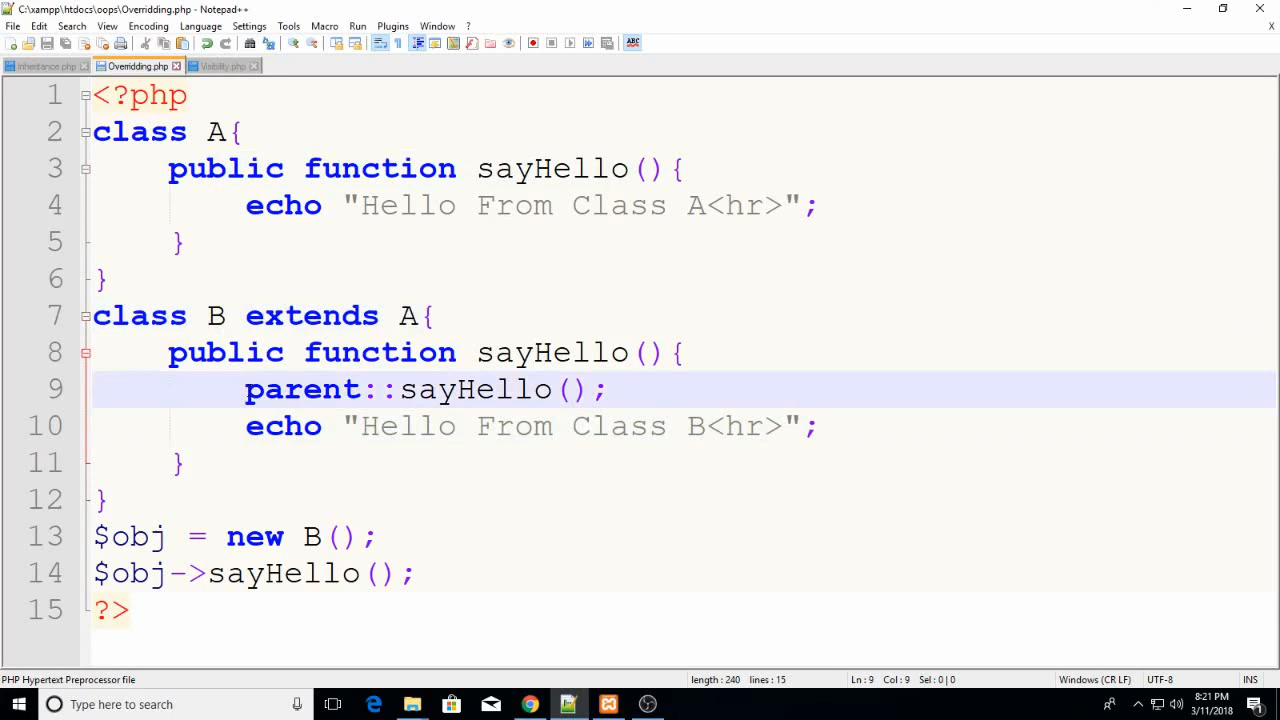 C:\xampp\htdocs\oops\Overridding.php - Notepad++
File Edit Search View Encoding Language Settings Tools Macro Run Plugins Window ?
X
Inheritance.php Overridding.php Visibility.php
1 <?php
2 class A{
3 public function sayHello(){
4 echo "Hello From Class A<hr>";
5 }
6 }
7 class B extends A{
8 public function sayHello(){
9 parent::sayHello();
10 echo "Hello From Class B<hr>";
11 }
12 }
13 $obj = new B();
14 $obj->sayHello();
15 ?>
PHP Hypertext Preprocessor file length : 240 lines : 15 Ln : 9 Col : 9 Sel : 0 | 0 Windows (CR LF) UTF-8 INS
Type here to search
8:21 PM
3/11/2018